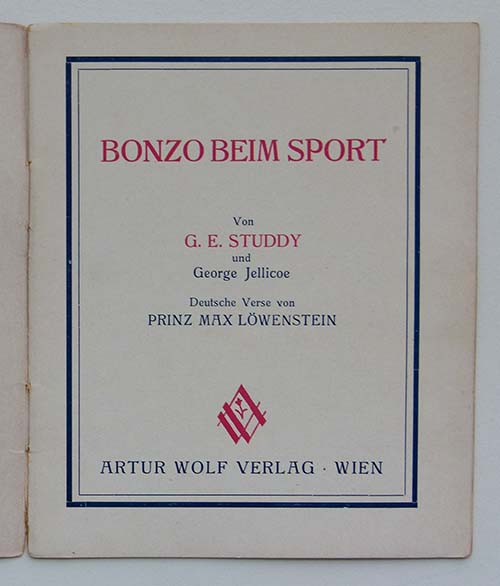 BONZO BEIM SPORT
Von
G. E. STUDDY
und
George Jellicoe
Deutsche Verse von
PRINZ MAX LÖWENSTEIN
ARTUR WOLF VERLAG · WIEN